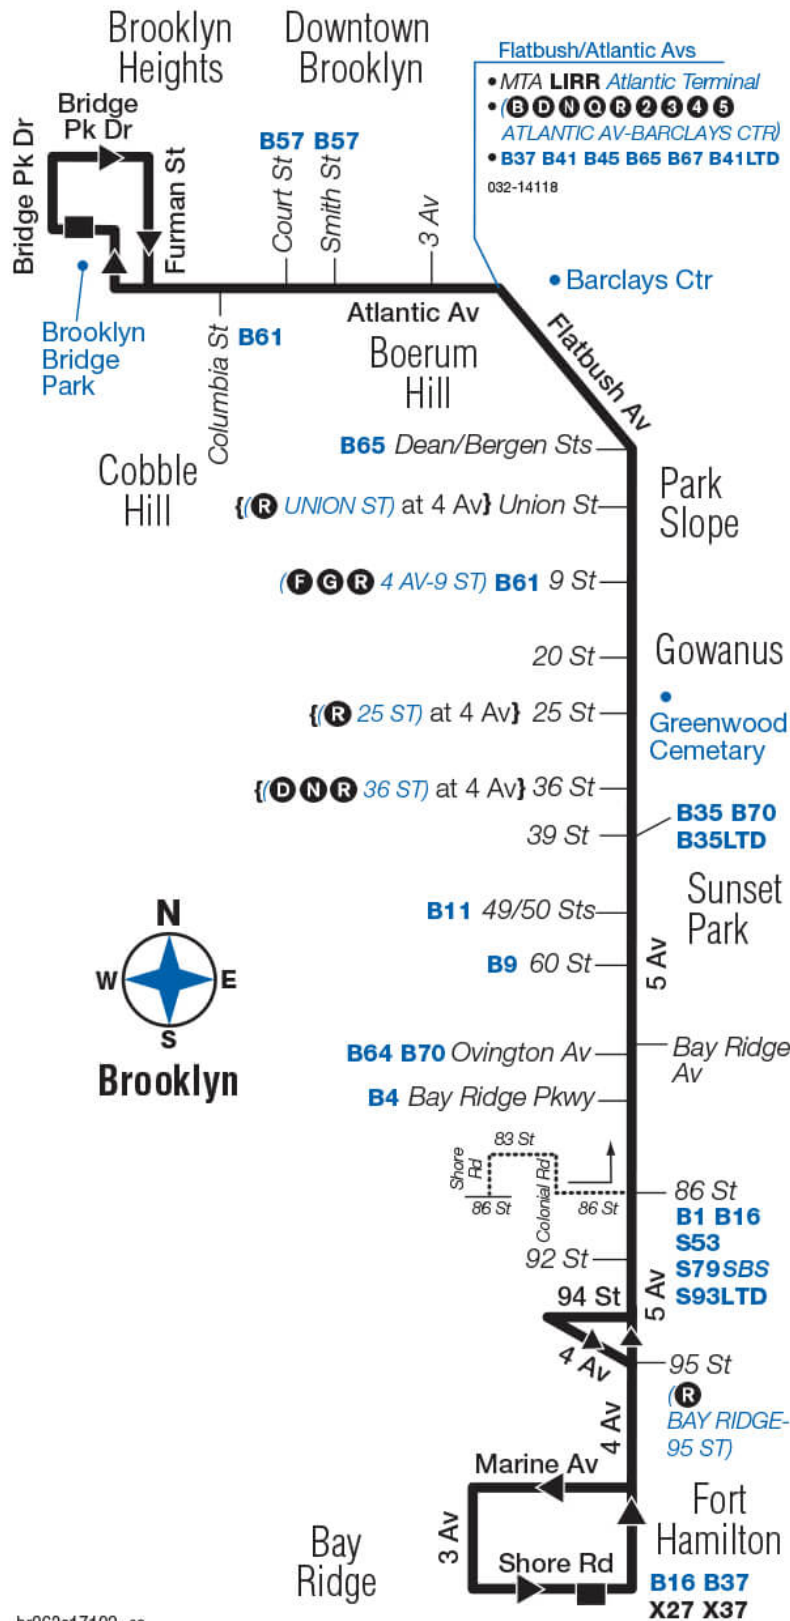 Brooklyn
Heights
Downtown
Brooklyn
Flatbush/Atlantic Avs
• MTA LIRR Atlantic Terminal
• (B D N Q R 2 3 4 5
ATLANTIC AV-BARCLAYS CTR)
• B37 B41 B45 B65 B67 B41LTD
032-14118
Bridge
Pk Dr
Bridge Pk Dr
Furman St
B57 B57
Court St
Smith St
3 Av
Brooklyn
Bridge
Park
Columbia St
B61
Atlantic Av
Boerum
Hill
• Barclays Ctr
Flatbush Av
Cobble
Hill
B65 Dean/Bergen Sts
Park
Slope
{(R UNION ST) at 4 Av} Union St
(F G R 4 AV-9 ST) B61 9 St
20 St
Gowanus
{(R 25 ST) at 4 Av} 25 St
Greenwood
Cemetary
{(D N R 36 ST) at 4 Av} 36 St
39 St
B35 B70
B35LTD
Sunset
Park
B11 49/50 Sts
B9 60 St
5 Av
N
W E
S
Brooklyn
B64 B70 Ovington Av
Bay Ridge
Av
B4 Bay Ridge Pkwy
83 St
Shore
Rd
Colonial Rd
86 St
86 St
86 St
B1 B16
S53
S79SBS
S93LTD
92 St
94 St
5 Av
4 Av
95 St
(R
BAY RIDGE-
95 ST)
4 Av
Marine Av
3 Av
Shore Rd
Bay
Ridge
Fort
Hamilton
B16 B37
X27 X37